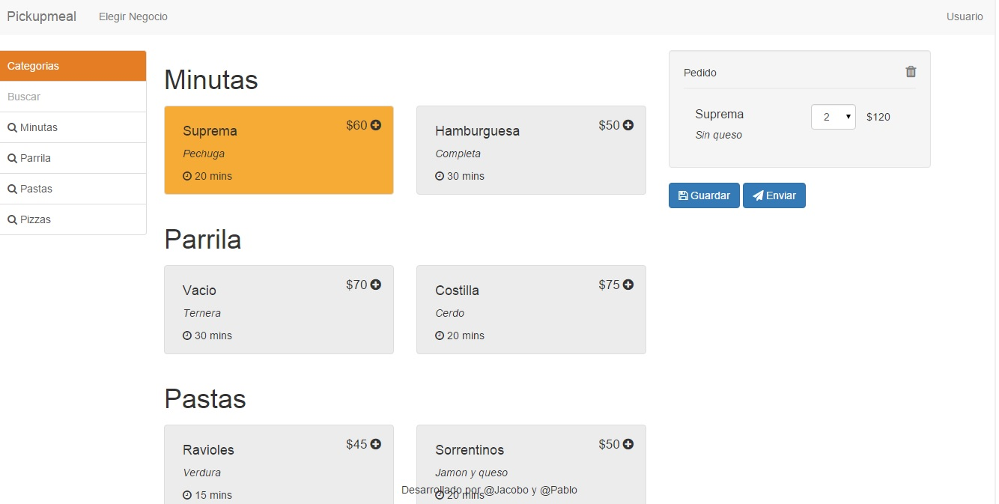 Pickupmeal Elegir Negocio Usuario
Categorias
Buscar
Minutas
Parrila
Pastas
Pizzas
Minutas
Suprema $60
Pechuga
20 mins
Hamburguesa $50
Completa
30 mins
Parrila
Vacio $70
Ternera
30 mins
Costilla $75
Cerdo
20 mins
Pastas
Ravioles $45
Verdura
15 mins
Sorrentinos $50
Jamon y queso
20 mins
Pedido
Suprema 2 $120
Sin queso
Guardar Enviar
Desarrollado por @Jacobo y @Pablo